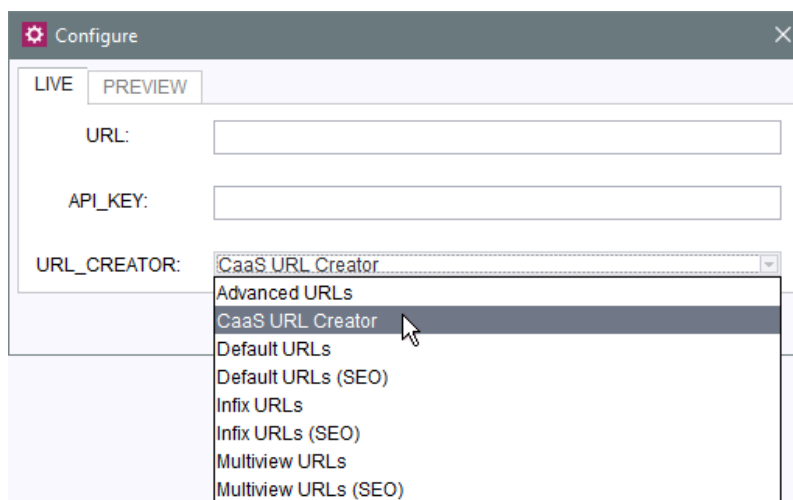 Configure
LIVE PREVIEW
URL:
API_KEY:
URL_CREATOR: CaaS URL Creator
Advanced URLs
CaaS URL Creator
Default URLs
Default URLs (SEO)
Infix URLs
Infix URLs (SEO)
Multiview URLs
Multiview URLs (SEO)